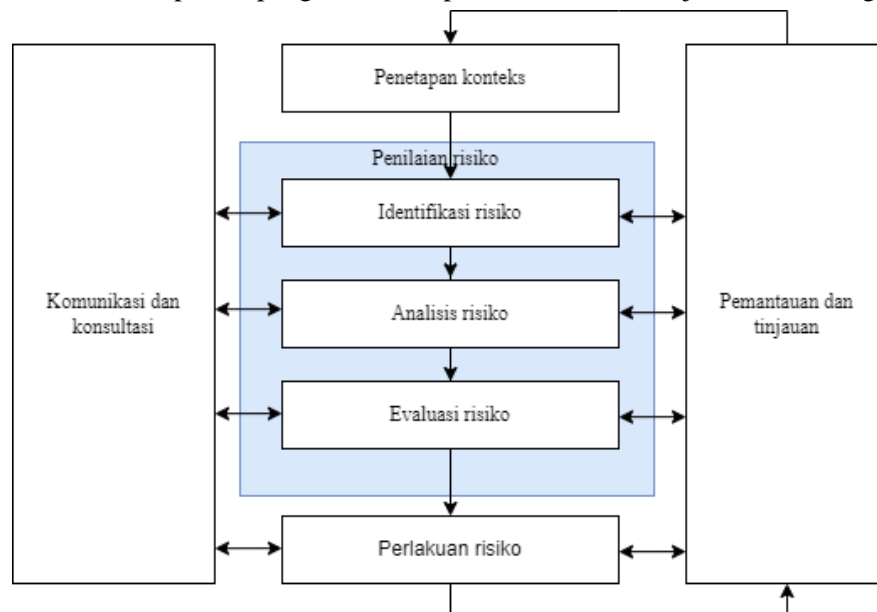 Penetapan konteks
Penilaian risiko
Identifikasi risiko
Komunikasi dan
konsultasi
Analisis risiko
Pemantauan dan
tinjauan
Evaluasi risiko
Perlakuan risiko